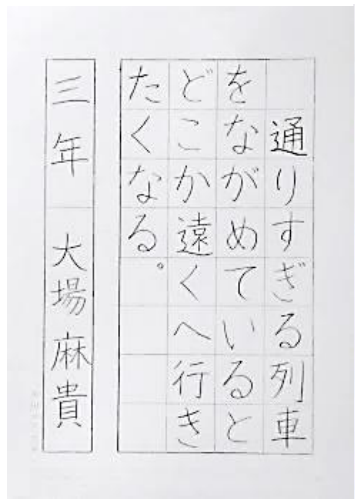 通りすぎる列車
をながめていると
どこか遠くへ行き
たくなる。
三年 大場麻貴